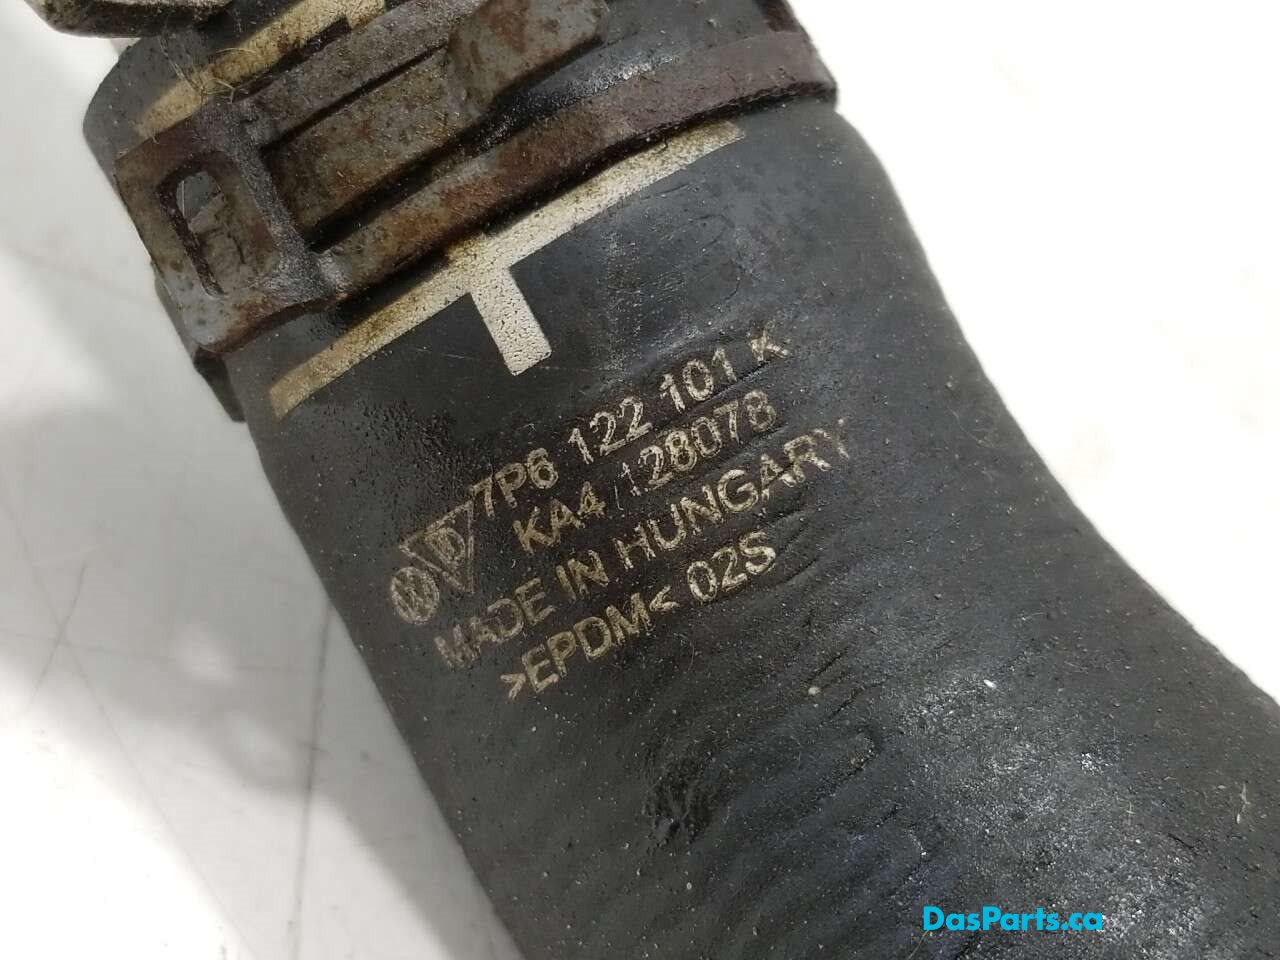 7P6 122 101 K
KA4/128078
MADE IN HUNGARY
>EPDM< 02S
DasParts.ca